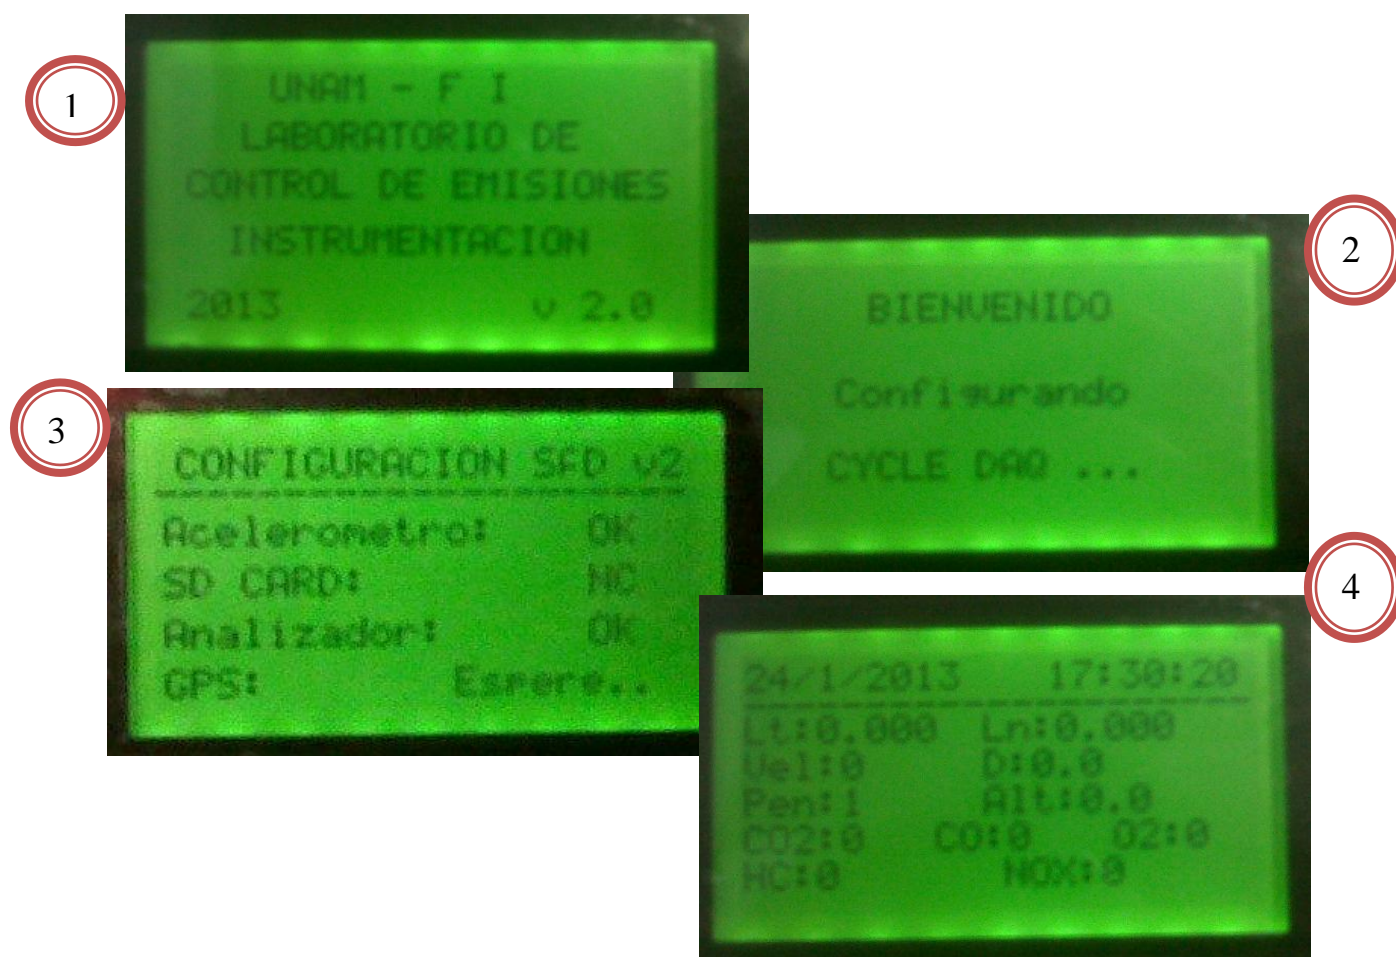 1
UNAM - F I
LABORATORIO DE
CONTROL DE EMISIONES
INSTRUMENTACION
2013 v 2.0
2
BIENVENIDO
Configurando
CYCLE DAQ ...
3
CONFIGURACION SFD v2
Acelerometro: OK
SD CARD: NC
Analizador: OK
GPS: Espere..
4
24/1/2013 17:30:20
Lt:0.000 Ln:0.000
Vel:0 D:0.0
Pen:1 Alt:0.0
CO2:0 CO:0 O2:0
HC:0 NOX:0